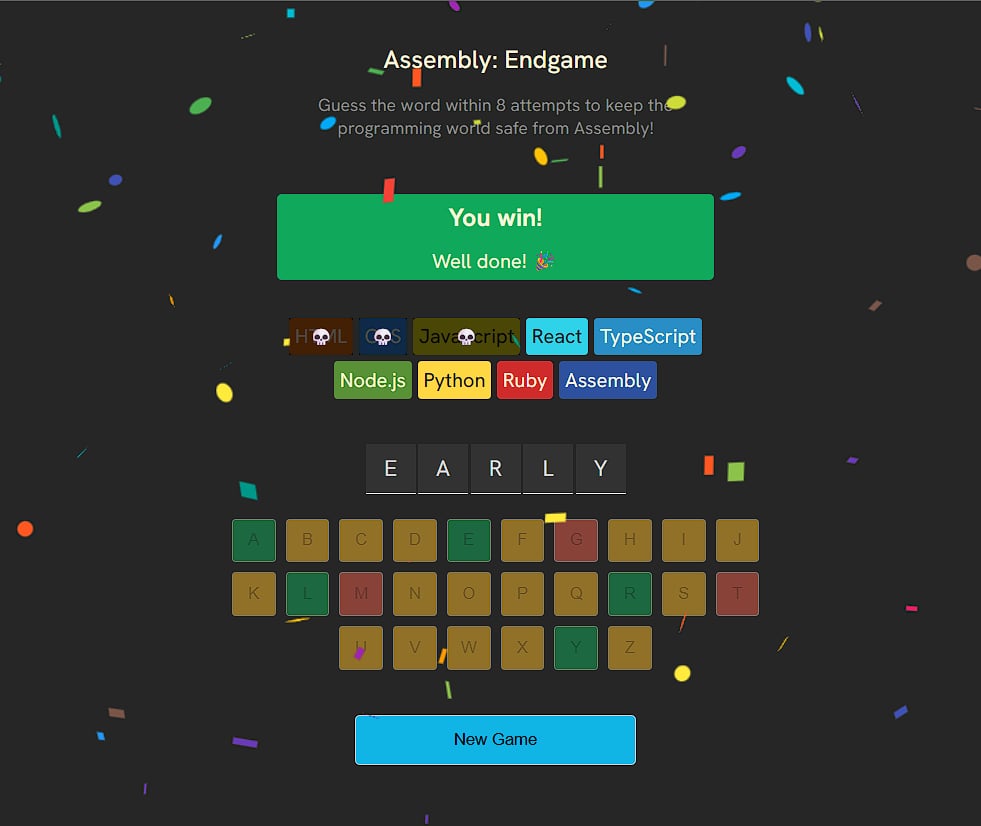 Assembly: Endgame
Guess the word within 8 attempts to keep the
programming world safe from Assembly!
You win!
Well done! 🎉
HTML CSS JavaScript React TypeScript
Node.js Python Ruby Assembly
E A R L Y
A B C D E F G H I J
K L M N O P Q R S T
U V W X Y Z
New Game